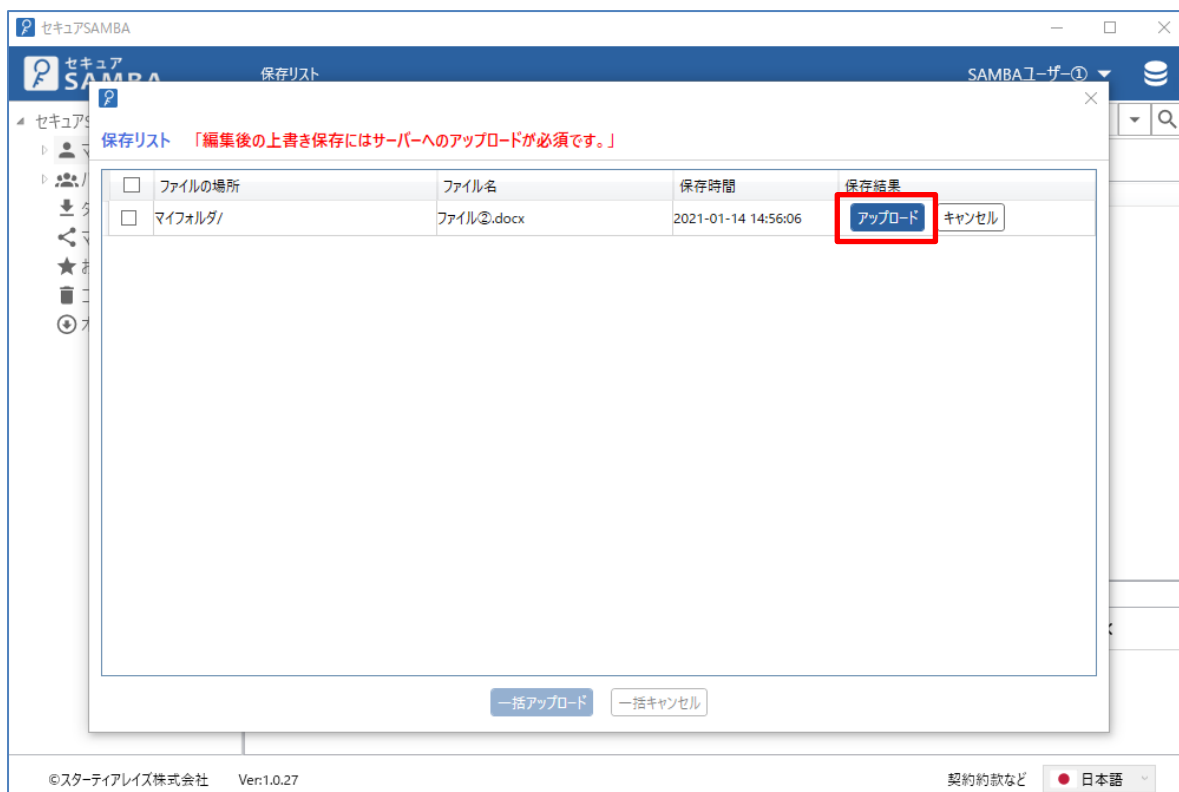 セキュアSAMBA
セキュア
SAMBA
保存リスト
SAMBAユーザー①
セキュアS
保存リスト 「編集後の上書き保存にはサーバーへのアップロードが必須です。」
ファイルの場所 ファイル名 保存時間 保存結果
マイフォルダ/ ファイル②.docx 2021-01-14 14:56:06 アップロード キャンセル
一括アップロード 一括キャンセル
©スターティアレイズ株式会社 Ver:1.0.27 契約約款など 日本語